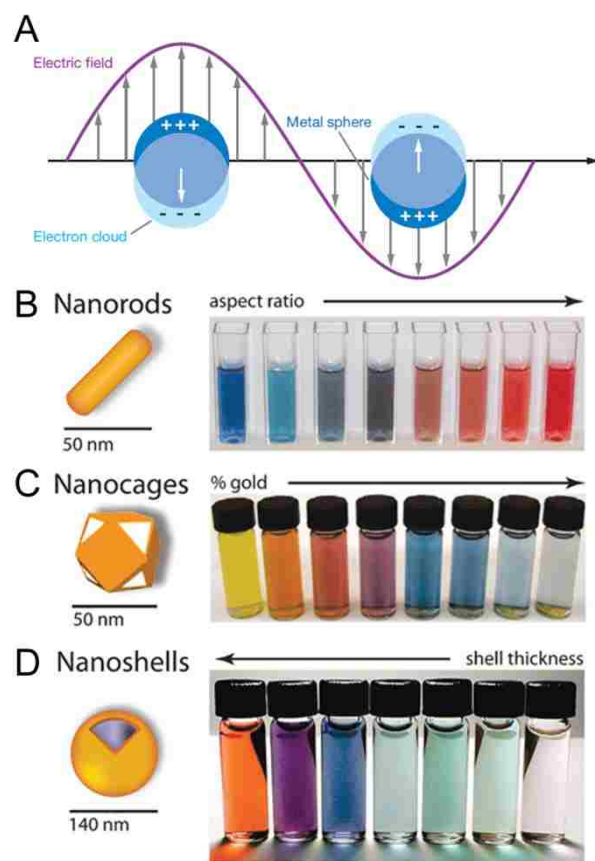 A
Electric field
+++
- - -
Metal sphere
+++
- - -
Electron cloud
B Nanorods
aspect ratio
50 nm
C Nanocages
% gold
50 nm
D Nanoshells
shell thickness
140 nm